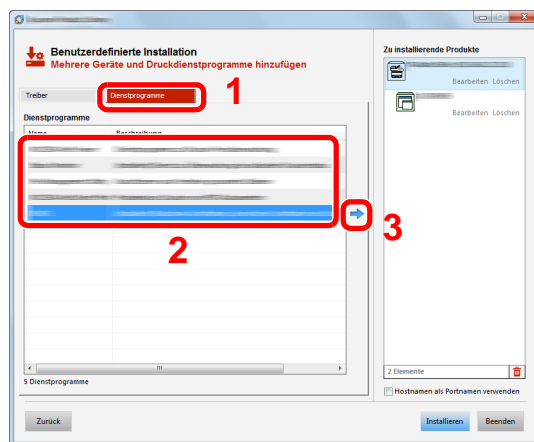 Benutzerdefinierte Installation
Mehrere Geräte und Druckdienstprogramme hinzufügen
Treiber
Dienstprogramme
1
Dienstprogramme
Name
Beschreibung
2
3
5 Dienstprogramme
Zu installierende Produkte
Bearbeiten Löschen
Bearbeiten Löschen
2 Elemente
Hostnamen als Portnamen verwenden
Zurück
Installieren
Beenden